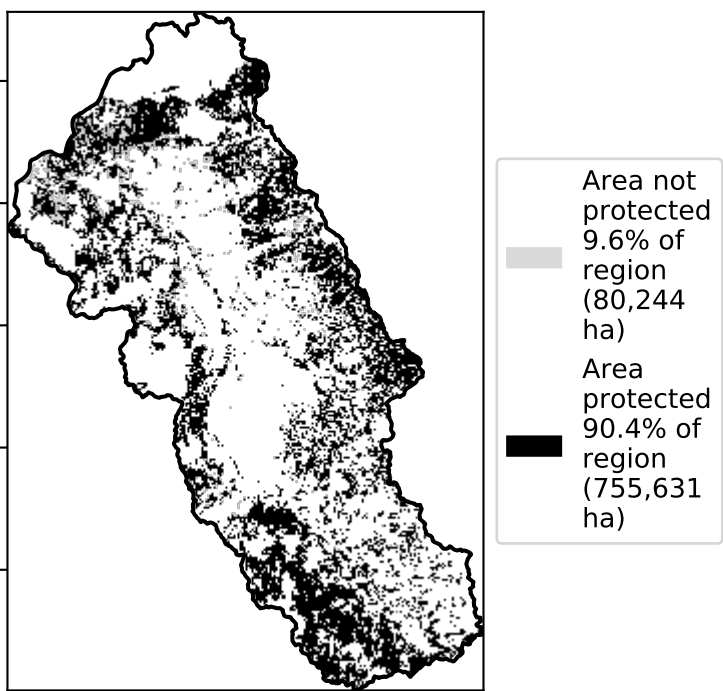 Area not
protected
9.6% of
region
(80,244
ha)
Area
protected
90.4% of
region
(755,631
ha)